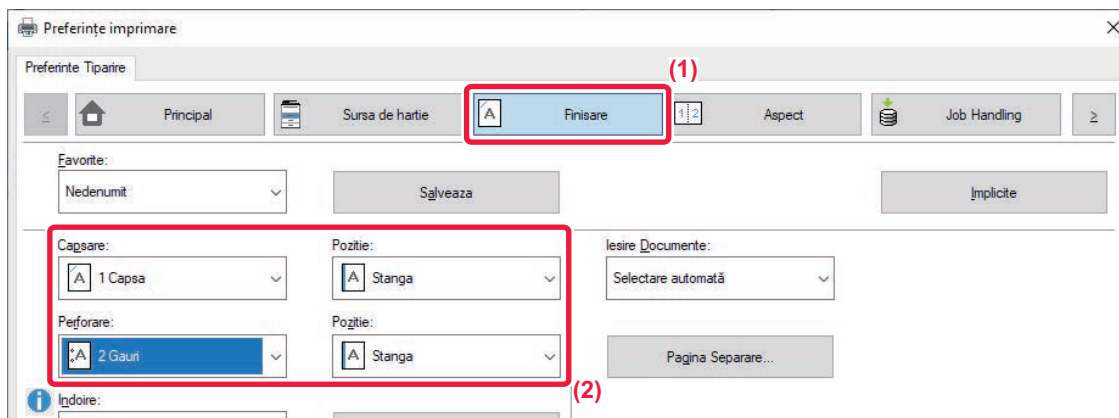 Preferințe imprimare
Preferinte Tiparire
(1)
Principal
Sursa de hartie
Finisare
Aspect
Job Handling
Favorite:
Nedenumit
Salveaza
Implicite
Capsare:
Pozitie:
Iesire Documente:
1 Capsa
Stanga
Selectare automată
Perforare:
Pozitie:
2 Gauri
Stanga
Pagina Separare...
(2)
Indoire: